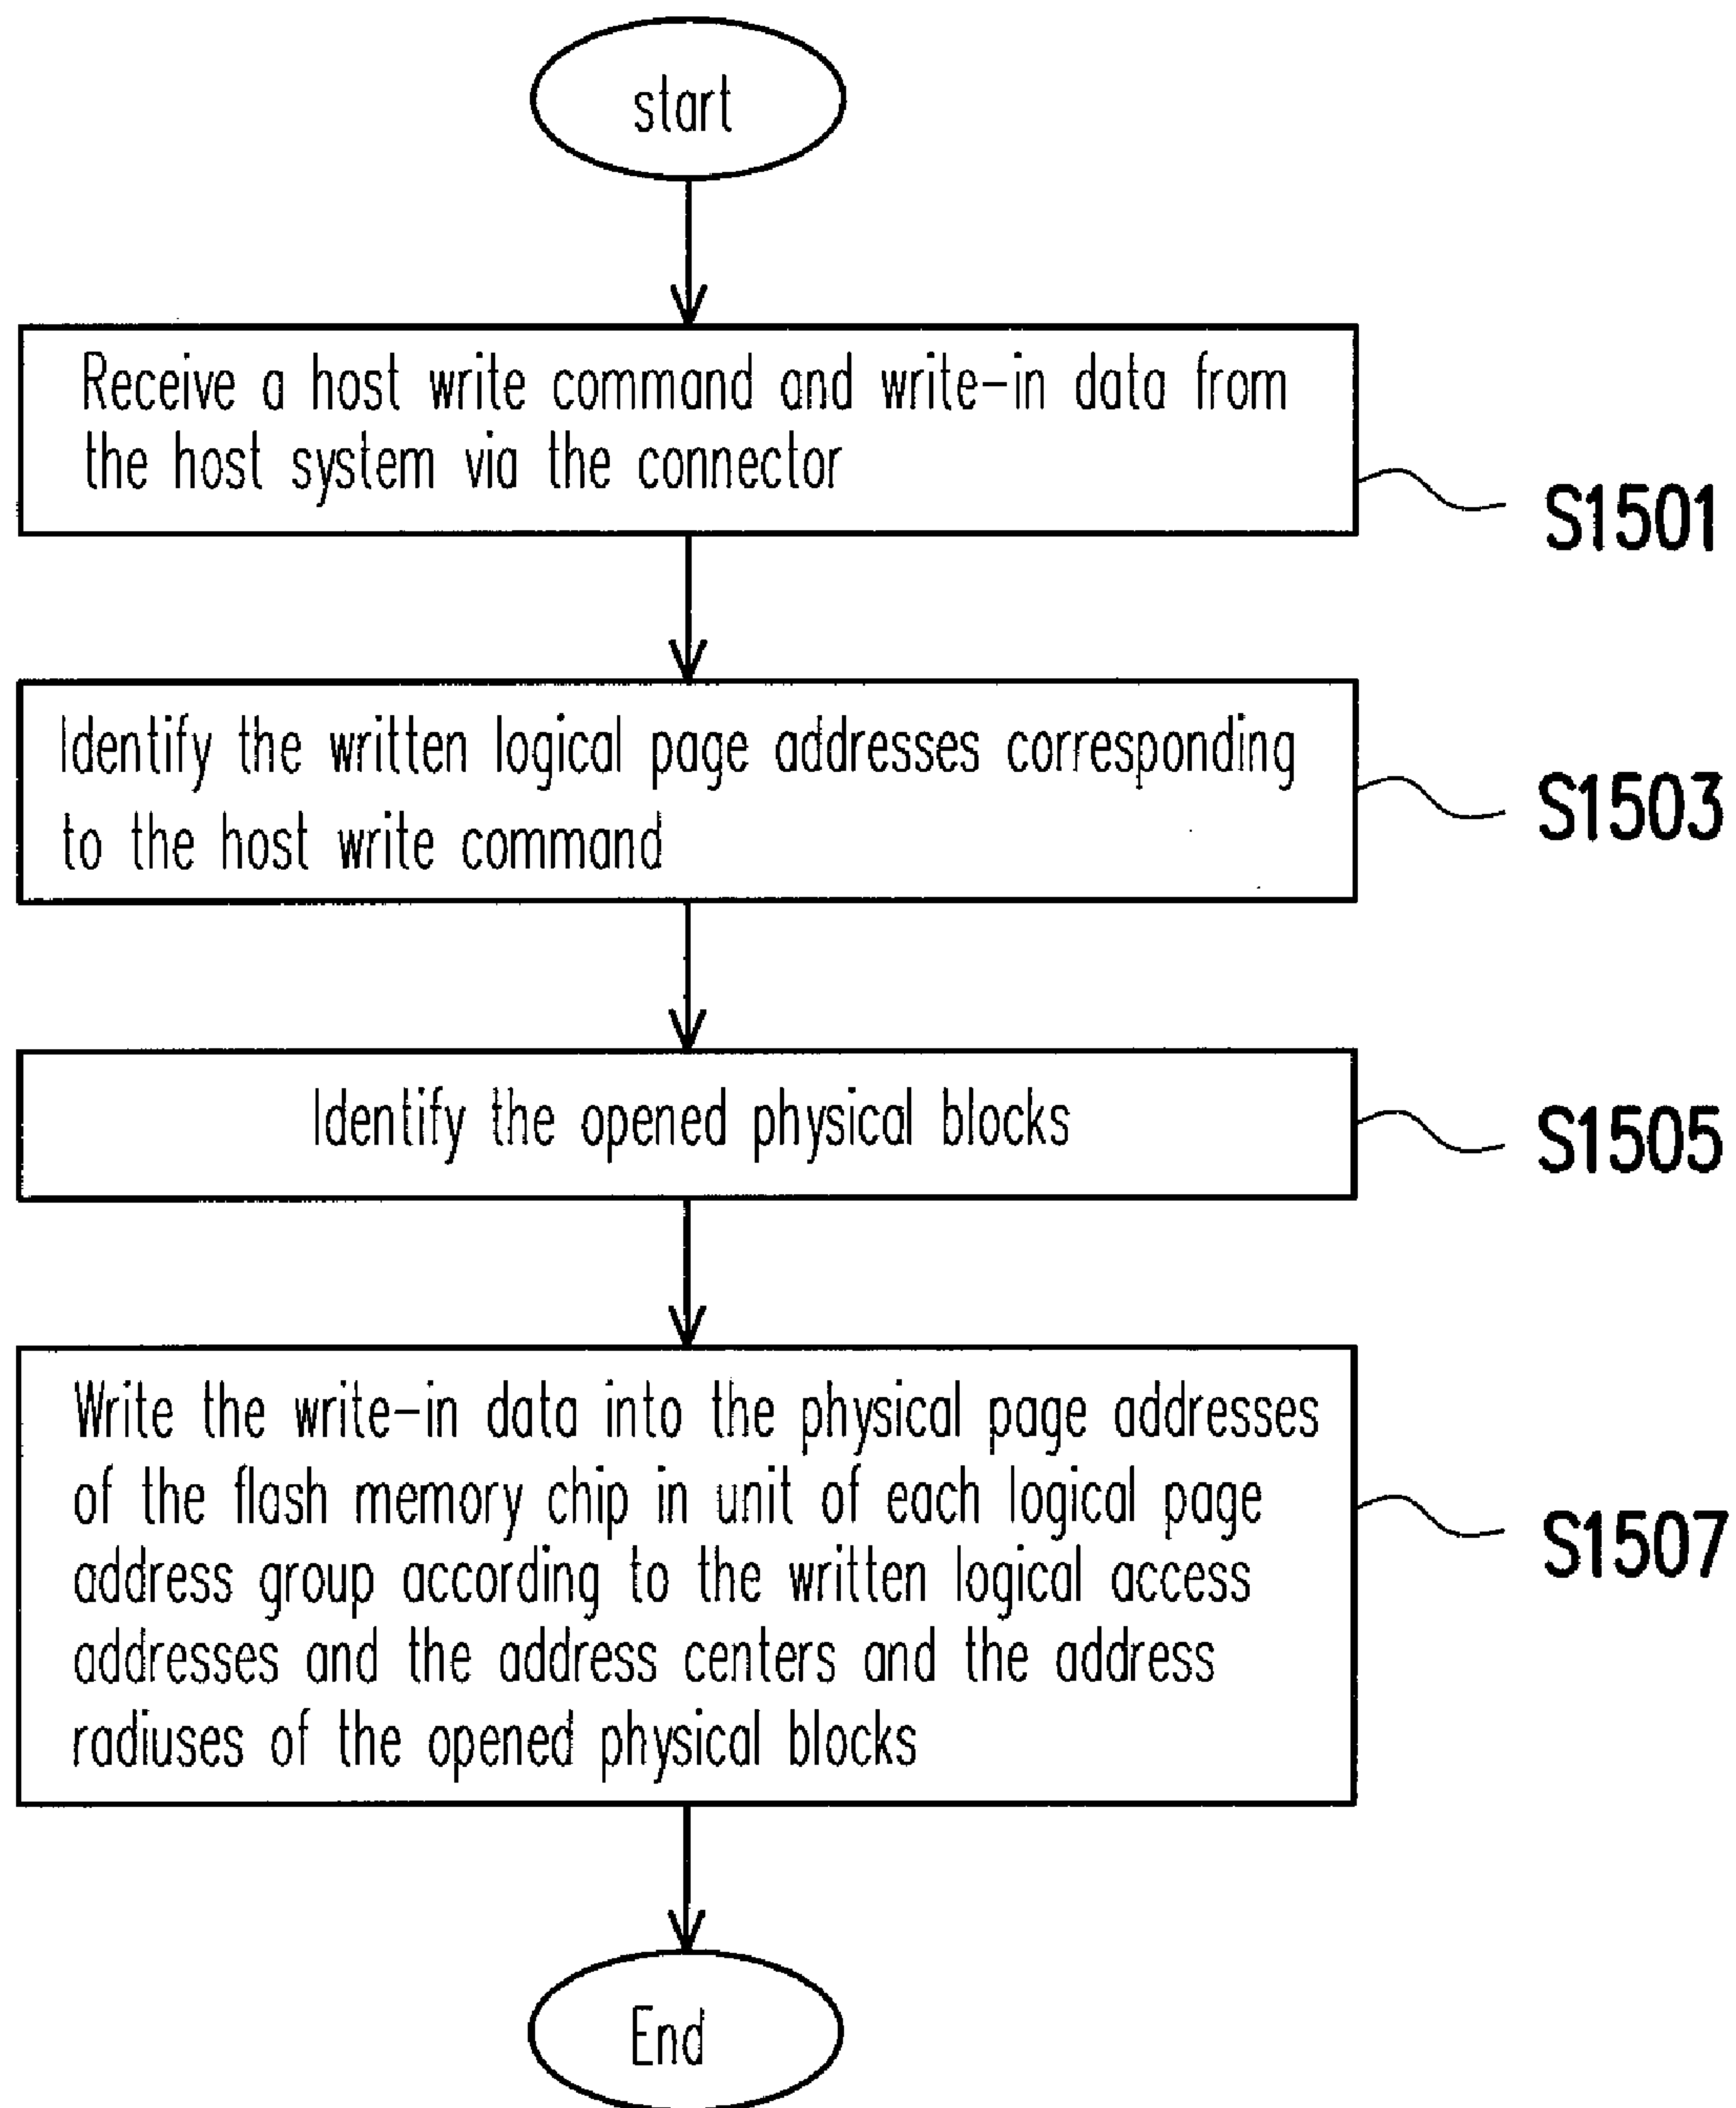 start
Receive a host write command and write-in data from
the host system via the connector
S1501
Identify the written logical page addresses corresponding
to the host write command
S1503
Identify the opened physical blocks
S1505
Write the write-in data into the physical page addresses
of the flash memory chip in unit of each logical page
address group according to the written logical access
addresses and the address centers and the address
radiuses of the opened physical blocks
S1507
End